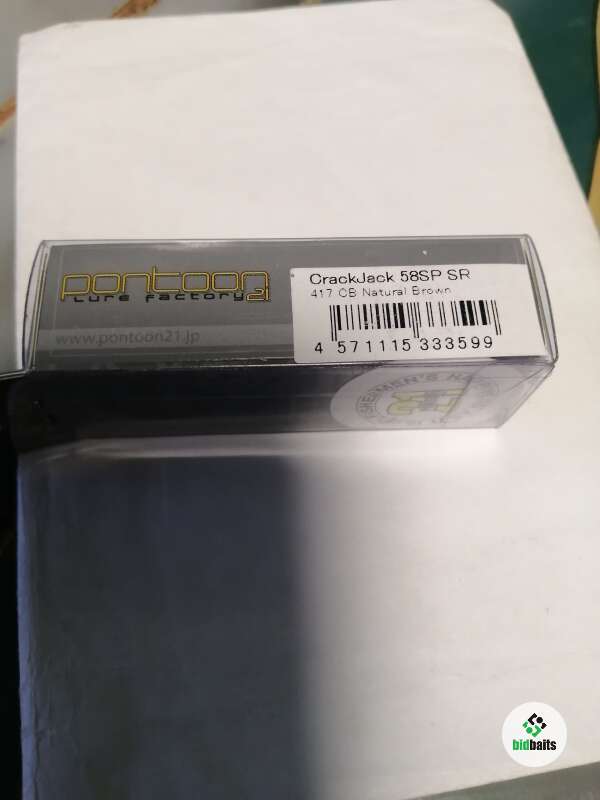 pontoon 21
Lure factory
www.pontoon21.jp
CrackJack 58SP SR
417 CB Natural Brown
4 571115 333599
bidbaits